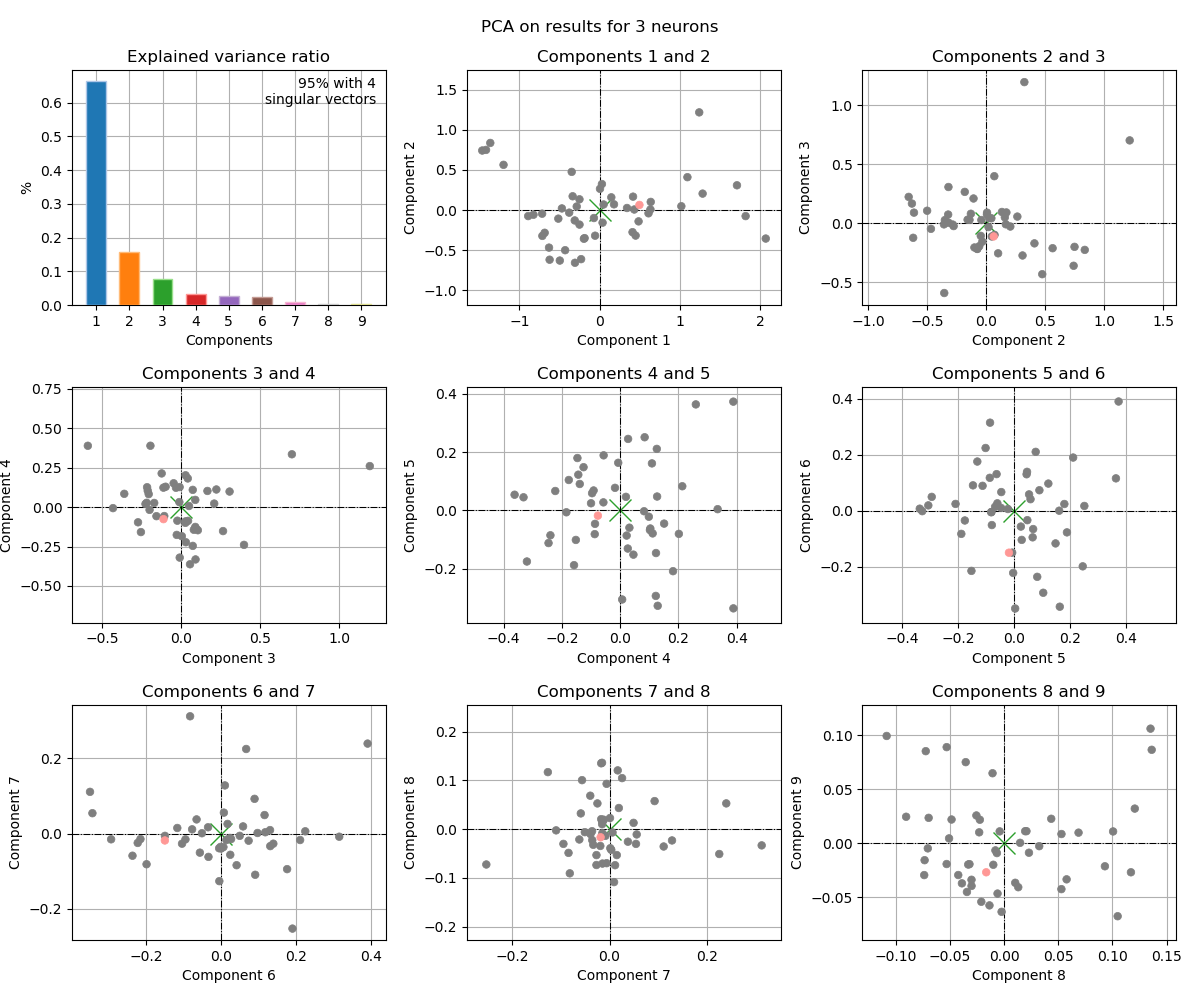 PCA on results for 3 neurons
Explained variance ratio
95% with 4
singular vectors
%
0.6
0.5
0.4
0.3
0.2
0.1
0.0
1 2 3 4 5 6 7 8 9
Components
Components 1 and 2
Component 2
1.5
1.0
0.5
0.0
−0.5
−1.0
−1 0 1 2
Component 1
Components 2 and 3
Component 3
1.0
0.5
0.0
−0.5
−1.0 −0.5 0.0 0.5 1.0 1.5
Component 2
Components 3 and 4
Component 4
0.75
0.50
0.25
0.00
−0.25
−0.50
−0.5 0.0 0.5 1.0
Component 3
Components 4 and 5
Component 5
0.4
0.2
0.0
−0.2
−0.4 −0.2 0.0 0.2 0.4
Component 4
Components 5 and 6
Component 6
0.4
0.2
0.0
−0.2
−0.4 −0.2 0.0 0.2 0.4
Component 5
Components 6 and 7
Component 7
0.2
0.0
−0.2
−0.2 0.0 0.2 0.4
Component 6
Components 7 and 8
Component 8
0.2
0.1
0.0
−0.1
−0.2
−0.2 0.0 0.2
Component 7
Components 8 and 9
Component 9
0.10
0.05
0.00
−0.05
−0.10 −0.05 0.00 0.05 0.10 0.15
Component 8